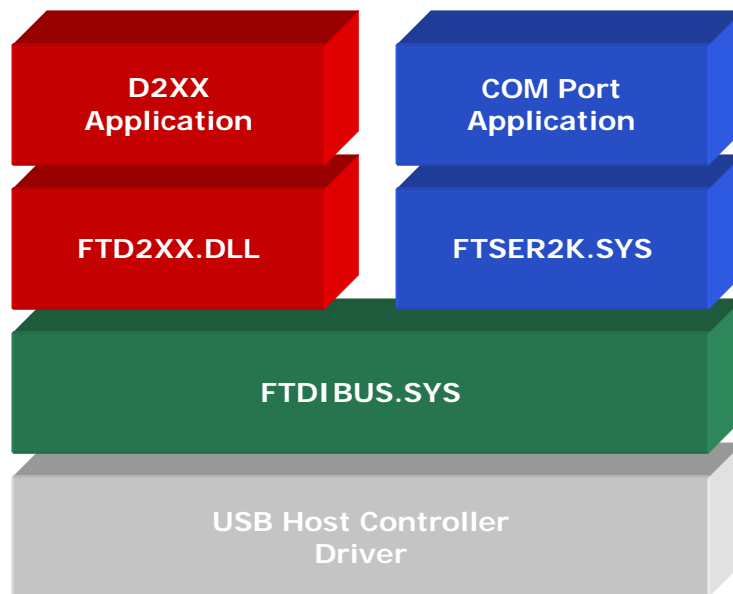 D2XX
Application
COM Port
Application
FTD2XX.DLL
FTSER2K.SYS
FTDIBUS.SYS
USB Host Controller
Driver